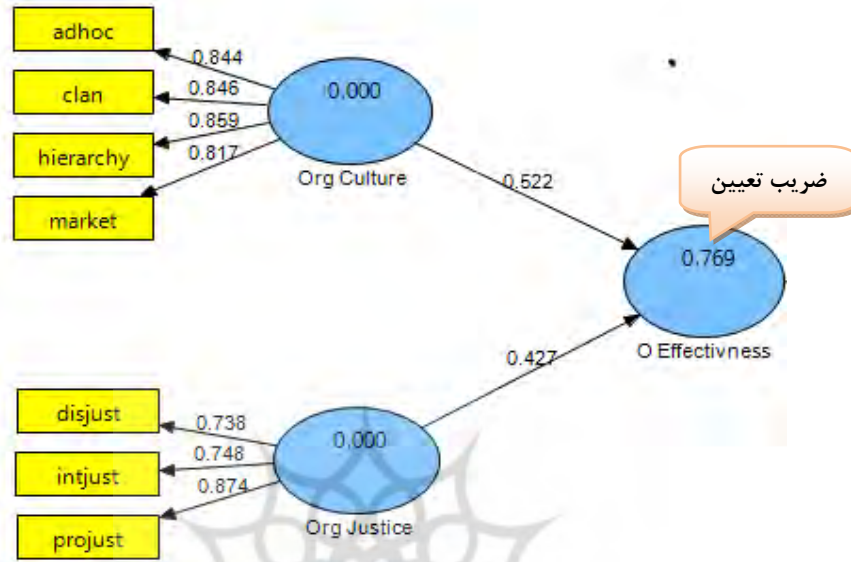 adhoc
0.844
clan
0.846
hierarchy
0.859
market
0.817
0.000
Org Culture
0.522
ضریب تعیین
0.769
O Effectivness
0.427
disjust
0.738
intjust
0.748
projust
0.874
0.000
Org Justice